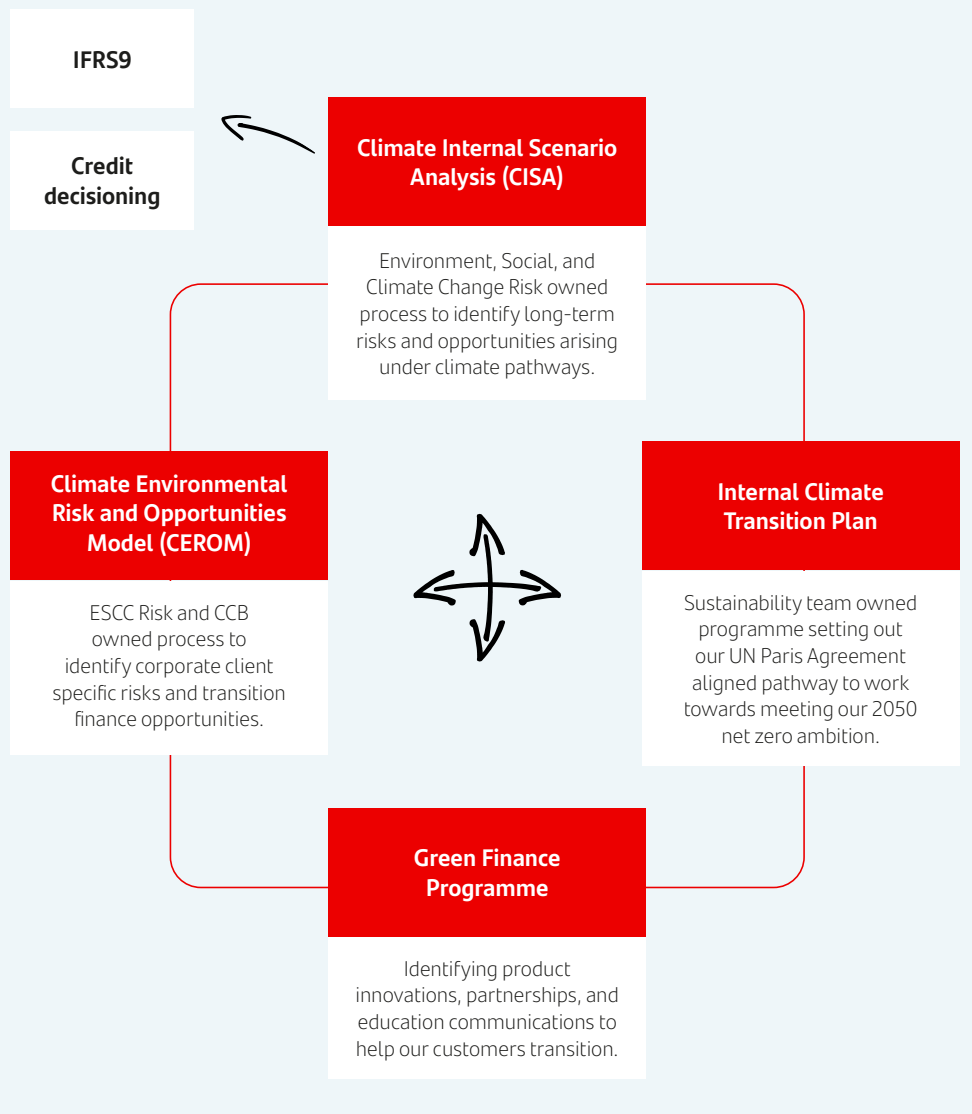 IFRS9
Credit
decisioning
Climate Internal Scenario
Analysis (CISA)
Environment, Social, and
Climate Change Risk owned
process to identify long-term
risks and opportunities arising
under climate pathways.
Climate Environmental
Risk and Opportunities
Model (CEROM)
ESCC Risk and CCB
owned process to
identify corporate client
specific risks and transition
finance opportunities.
Internal Climate
Transition Plan
Sustainability team owned
programme setting out
our UN Paris Agreement
aligned pathway to work
towards meeting our 2050
net zero ambition.
Green Finance
Programme
Identifying product
innovations, partnerships, and
education communications to
help our customers transition.